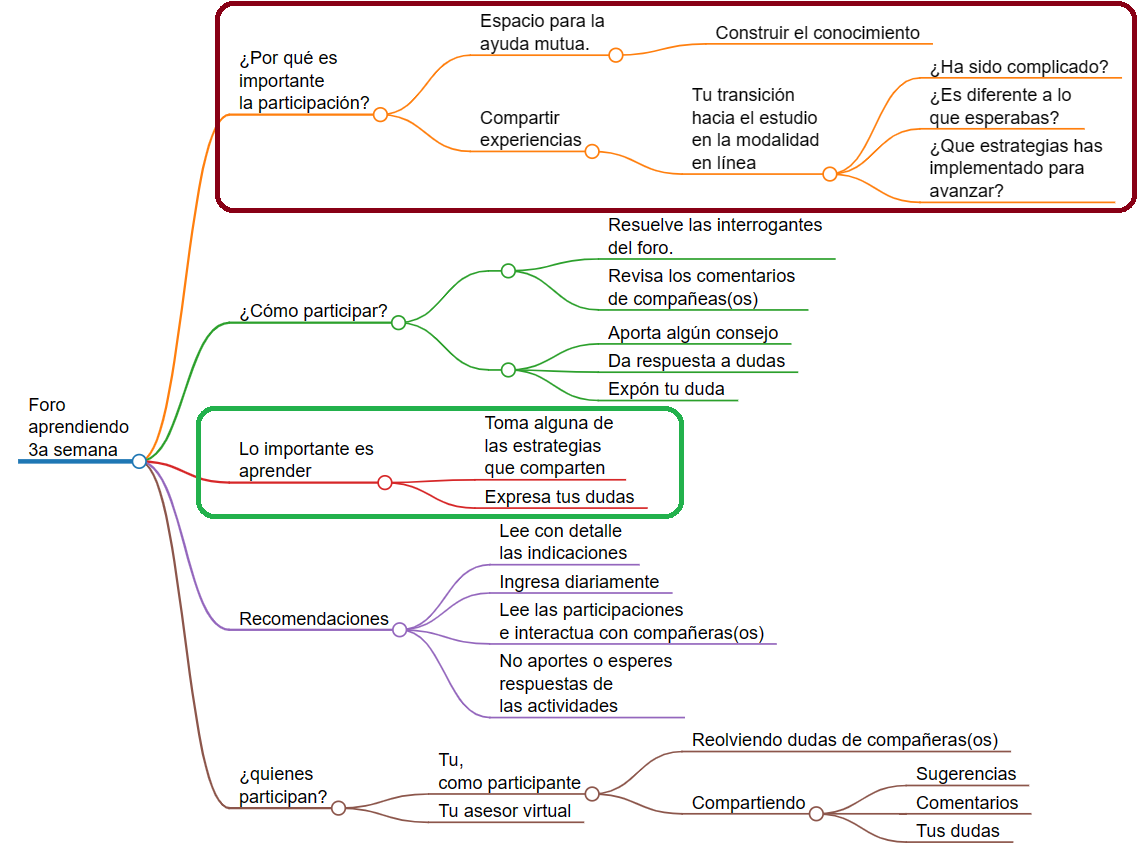 Foro
aprendiendo
3a semana
¿Por qué es
importante
la participación?
Espacio para la
ayuda mutua.
Construir el conocimiento
Compartir
experiencias
Tu transición
hacia el estudio
en la modalidad
en línea
¿Ha sido complicado?
¿Es diferente a lo
que esperabas?
¿Que estrategias has
implementado para
avanzar?
¿Cómo participar?
Resuelve las interrogantes
del foro.
Revisa los comentarios
de compañeas(os)
Aporta algún consejo
Da respuesta a dudas
Expón tu duda
Lo importante es
aprender
Toma alguna de
las estrategias
que comparten
Expresa tus dudas
Recomendaciones
Lee con detalle
las indicaciones
Ingresa diariamente
Lee las participaciones
e interactua con compañeras(os)
No aportes o esperes
respuestas de
las actividades
¿quienes
participan?
Tu,
como participante
Reolviendo dudas de compañeras(os)
Compartiendo
Sugerencias
Comentarios
Tus dudas
Tu asesor virtual